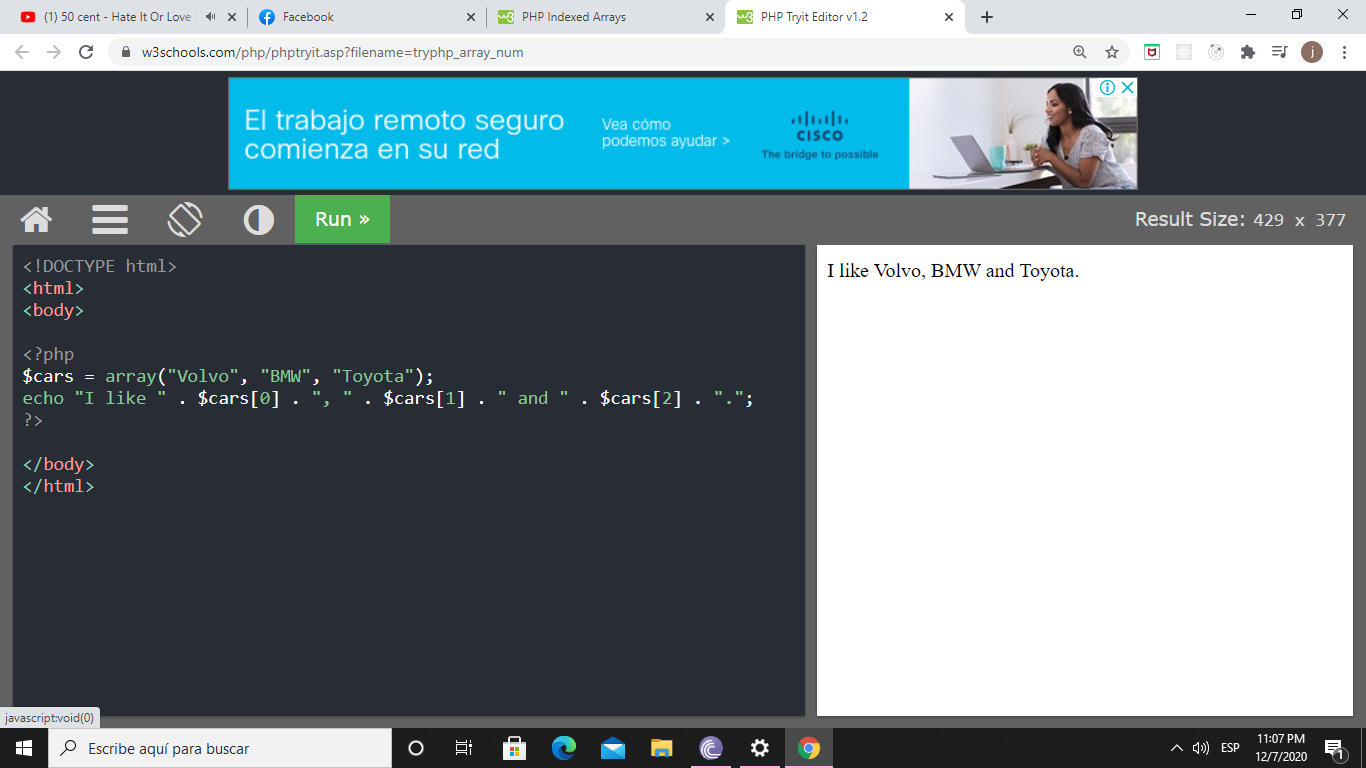 (1) 50 cent - Hate It Or Love
Facebook
PHP Indexed Arrays
PHP Tryit Editor v1.2
w3schools.com/php/phptryit.asp?filename=tryphp_array_num
j
El trabajo remoto seguro
comienza en su red
Vea cómo
podemos ayudar >
CISCO
The bridge to possible
Run »
Result Size: 429 x 377
<!DOCTYPE html>
<html>
<body>
<?php
$cars = array("Volvo", "BMW", "Toyota");
echo "I like " . $cars[0] . ", " . $cars[1] . " and " . $cars[2] . ".";
?>
</body>
</html>
I like Volvo, BMW and Toyota.
javascript:void(0)
Escribe aquí para buscar
ESP
11:07 PM
12/7/2020
1